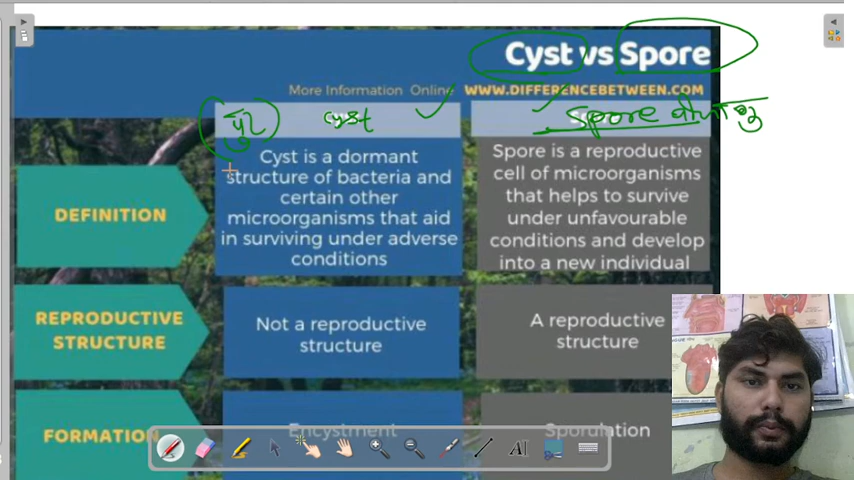 Cyst vs Spore
More Information Online WWW.DIFFERENCEBETWEEN.COM
Cyst
Spore
DEFINITION
Cyst is a dormant
structure of bacteria and
certain other
microorganisms that aid
in surviving under adverse
conditions
Spore is a reproductive
cell of microorganisms
that helps to survive
under unfavourable
conditions and develop
into a new individual
REPRODUCTIVE
STRUCTURE
Not a reproductive
structure
A reproductive
structure
FORMATION
Encystment
Sporulation